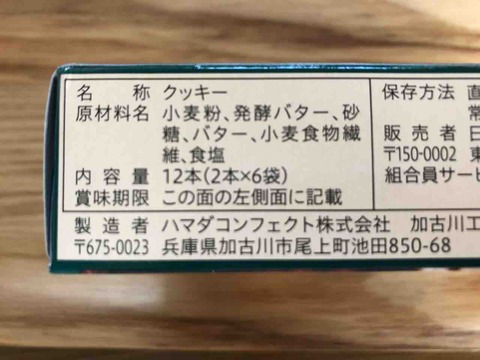 名称 クッキー
原材料名 小麦粉、発酵バター、砂
糖、バター、小麦食物繊
維、食塩
内容量 12本(2本×6袋)
賞味期限 この面の左側面に記載
製造者 ハマダコンフェクト株式会社 加古川工
〒675-0023 兵庫県加古川市尾上町池田850-68
保存方法 直
常
販売者 日
〒150-0002 東
組合員サービ